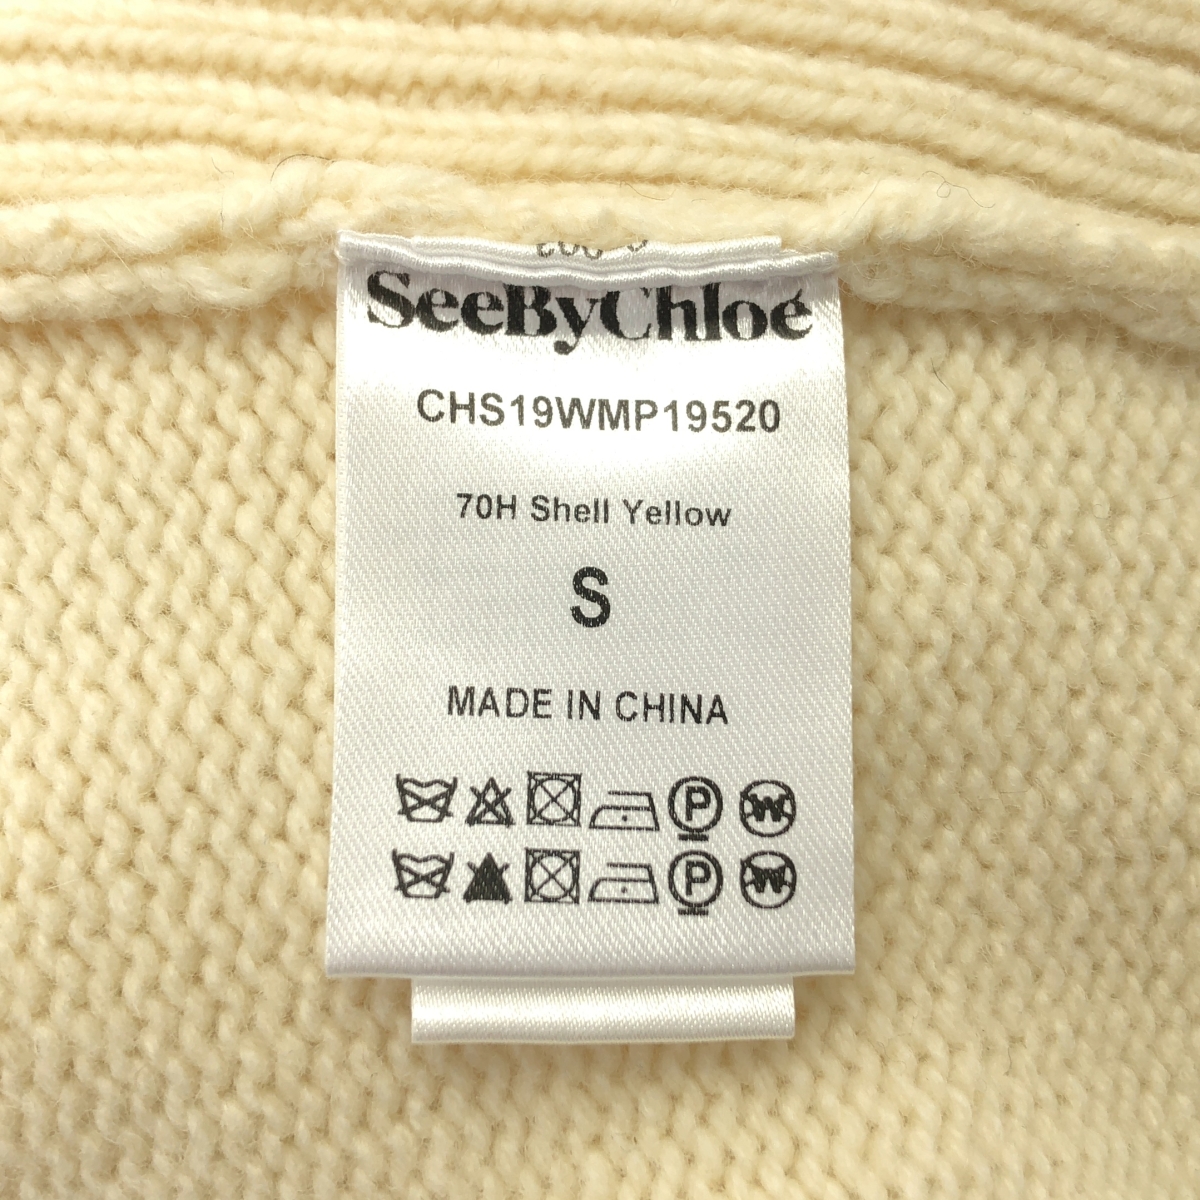 SeeByChloé
CHS19WMP19520
70H Shell Yellow
S
MADE IN CHINA
P W
P W